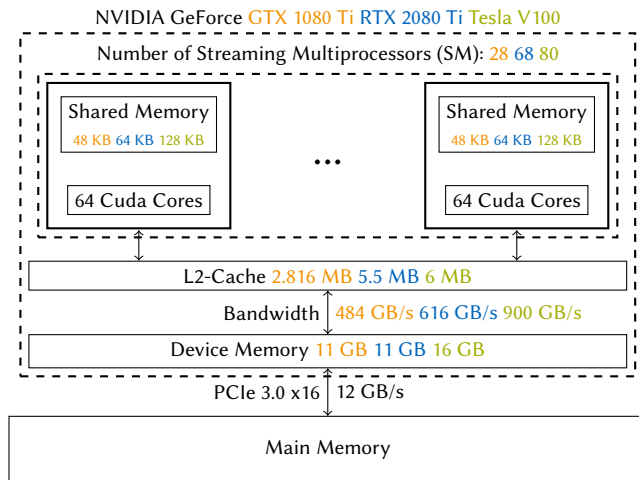 NVIDIA GeForce GTX 1080 Ti RTX 2080 Ti Tesla V100
Number of Streaming Multiprocessors (SM): 28 68 80
Shared Memory
48 KB 64 KB 128 KB
64 Cuda Cores
...
Shared Memory
48 KB 64 KB 128 KB
64 Cuda Cores
L2-Cache 2.816 MB 5.5 MB 6 MB
Bandwidth 484 GB/s 616 GB/s 900 GB/s
Device Memory 11 GB 11 GB 16 GB
PCIe 3.0 x16 12 GB/s
Main Memory